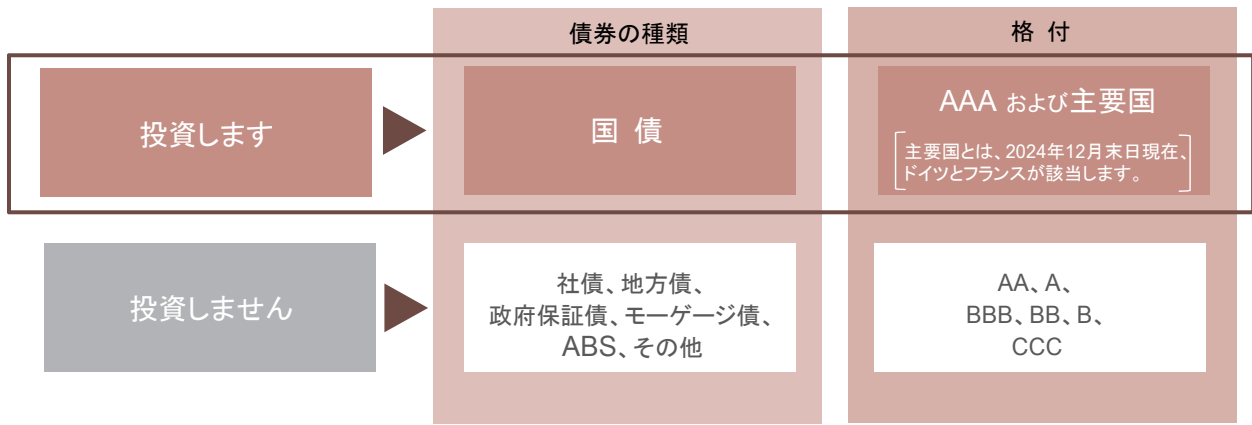 債券の種類
格 付
投資します
国 債
AAA および主要国
主要国とは、2024年12月末日現在、
ドイツとフランスが該当します。
投資しません
社債、地方債、
政府保証債、モーゲージ債、
ABS、その他
AA、A、
BBB、BB、B、
CCC